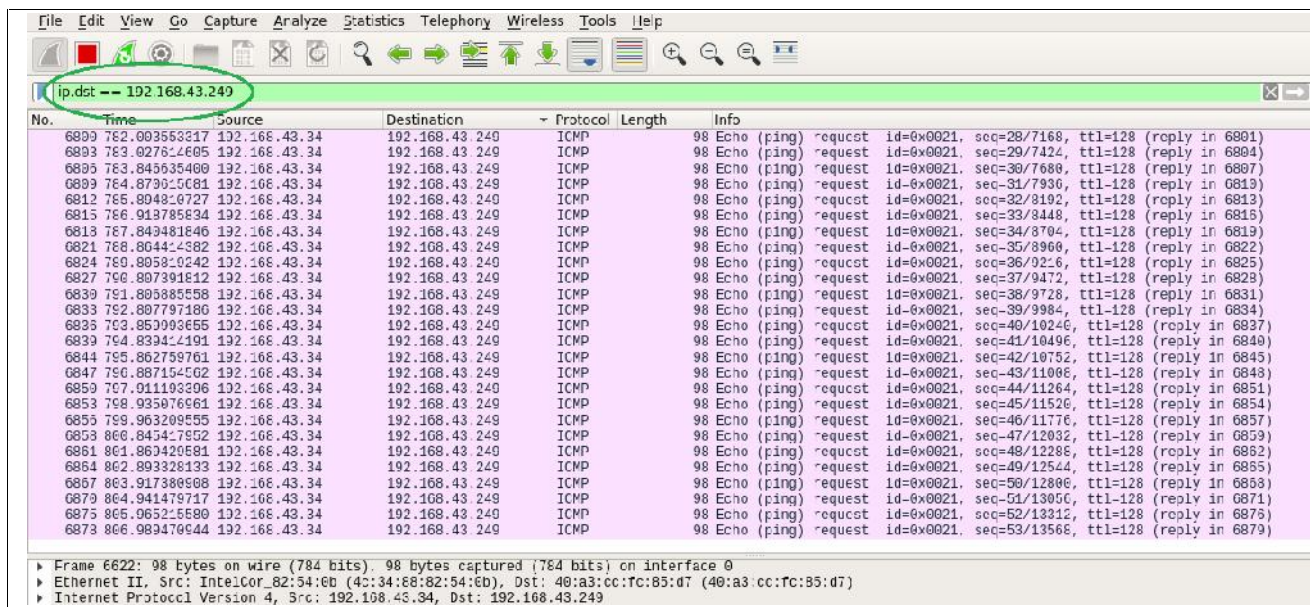 File Edit View Go Capture Analyze Statistics Telephony Wireless Tools Help
ip.dst == 192.168.43.249
No. Time Source Destination Protocol Length Info
6800 782.003553317 192.168.43.34 192.168.43.249 ICMP 98 Echo (ping) request id=0x0021, seq=28/7168, ttl=128 (reply in 6801)
6803 783.027614605 192.168.43.34 192.168.43.249 ICMP 98 Echo (ping) request id=0x0021, seq=29/7424, ttl=128 (reply in 6804)
6806 783.845635400 192.168.43.34 192.168.43.249 ICMP 98 Echo (ping) request id=0x0021, seq=30/7680, ttl=128 (reply in 6807)
6809 784.879615681 192.168.43.34 192.168.43.249 ICMP 98 Echo (ping) request id=0x0021, seq=31/7936, ttl=128 (reply in 6810)
6812 785.894810727 192.168.43.34 192.168.43.249 ICMP 98 Echo (ping) request id=0x0021, seq=32/8192, ttl=128 (reply in 6813)
6815 786.918785834 192.168.43.34 192.168.43.249 ICMP 98 Echo (ping) request id=0x0021, seq=33/8448, ttl=128 (reply in 6816)
6818 787.849481846 192.168.43.34 192.168.43.249 ICMP 98 Echo (ping) request id=0x0021, seq=34/8704, ttl=128 (reply in 6819)
6821 788.864414382 192.168.43.34 192.168.43.249 ICMP 98 Echo (ping) request id=0x0021, seq=35/8960, ttl=128 (reply in 6822)
6824 789.805819242 192.168.43.34 192.168.43.249 ICMP 98 Echo (ping) request id=0x0021, seq=36/9216, ttl=128 (reply in 6825)
6827 790.807391812 192.168.43.34 192.168.43.249 ICMP 98 Echo (ping) request id=0x0021, seq=37/9472, ttl=128 (reply in 6828)
6830 791.806885558 192.168.43.34 192.168.43.249 ICMP 98 Echo (ping) request id=0x0021, seq=38/9728, ttl=128 (reply in 6831)
6833 792.807797186 192.168.43.34 192.168.43.249 ICMP 98 Echo (ping) request id=0x0021, seq=39/9984, ttl=128 (reply in 6834)
6836 793.850993655 192.168.43.34 192.168.43.249 ICMP 98 Echo (ping) request id=0x0021, seq=40/10240, ttl=128 (reply in 6837)
6839 794.839414191 192.168.43.34 192.168.43.249 ICMP 98 Echo (ping) request id=0x0021, seq=41/10496, ttl=128 (reply in 6840)
6844 795.862759761 192.168.43.34 192.168.43.249 ICMP 98 Echo (ping) request id=0x0021, seq=42/10752, ttl=128 (reply in 6845)
6847 796.887154562 192.168.43.34 192.168.43.249 ICMP 98 Echo (ping) request id=0x0021, seq=43/11008, ttl=128 (reply in 6848)
6850 797.911193396 192.168.43.34 192.168.43.249 ICMP 98 Echo (ping) request id=0x0021, seq=44/11264, ttl=128 (reply in 6851)
6853 798.935076961 192.168.43.34 192.168.43.249 ICMP 98 Echo (ping) request id=0x0021, seq=45/11520, ttl=128 (reply in 6854)
6856 799.963209555 192.168.43.34 192.168.43.249 ICMP 98 Echo (ping) request id=0x0021, seq=46/11776, ttl=128 (reply in 6857)
6858 800.845417952 192.168.43.34 192.168.43.249 ICMP 98 Echo (ping) request id=0x0021, seq=47/12032, ttl=128 (reply in 6859)
6861 801.869429581 192.168.43.34 192.168.43.249 ICMP 98 Echo (ping) request id=0x0021, seq=48/12288, ttl=128 (reply in 6862)
6864 802.893328133 192.168.43.34 192.168.43.249 ICMP 98 Echo (ping) request id=0x0021, seq=49/12544, ttl=128 (reply in 6865)
6867 803.917380908 192.168.43.34 192.168.43.249 ICMP 98 Echo (ping) request id=0x0021, seq=50/12800, ttl=128 (reply in 6868)
6870 804.941479717 192.168.43.34 192.168.43.249 ICMP 98 Echo (ping) request id=0x0021, seq=51/13056, ttl=128 (reply in 6871)
6875 805.965215580 192.168.43.34 192.168.43.249 ICMP 98 Echo (ping) request id=0x0021, seq=52/13312, ttl=128 (reply in 6876)
6878 806.989470944 192.168.43.34 192.168.43.249 ICMP 98 Echo (ping) request id=0x0021, seq=53/13568, ttl=128 (reply in 6879)
Frame 6622: 98 bytes on wire (784 bits), 98 bytes captured (784 bits) on interface 0
Ethernet II, Src: IntelCor_82:54:0b (4c:34:88:82:54:0b), Dst: 40:a3:cc:fc:85:d7 (40:a3:cc:fc:85:d7)
Internet Protocol Version 4, Src: 192.168.43.34, Dst: 192.168.43.249